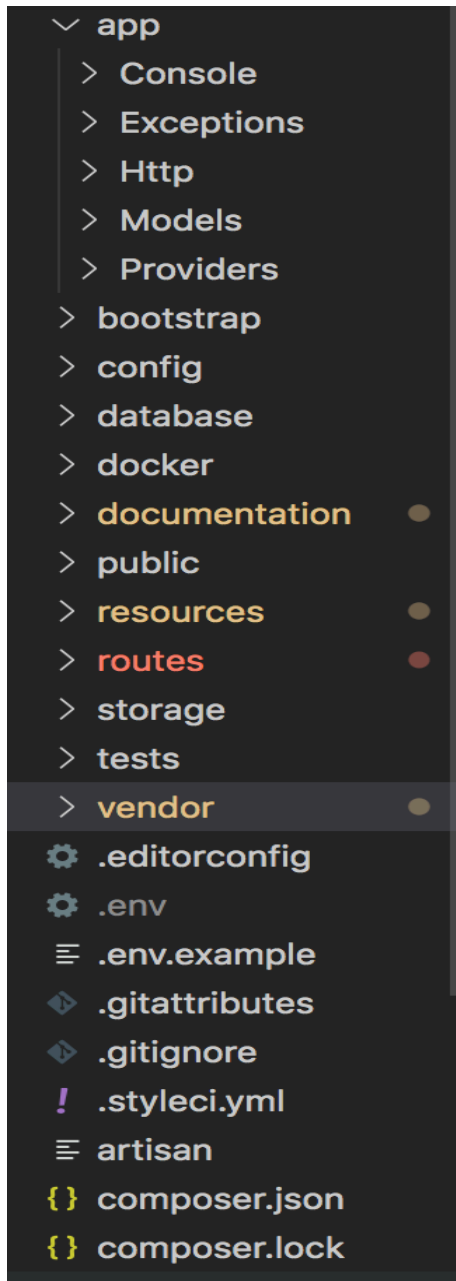 app
Console
Exceptions
Http
Models
Providers
bootstrap
config
database
docker
documentation
public
resources
routes
storage
tests
vendor
.editorconfig
.env
.env.example
.gitattributes
.gitignore
.styleci.yml
artisan
composer.json
composer.lock